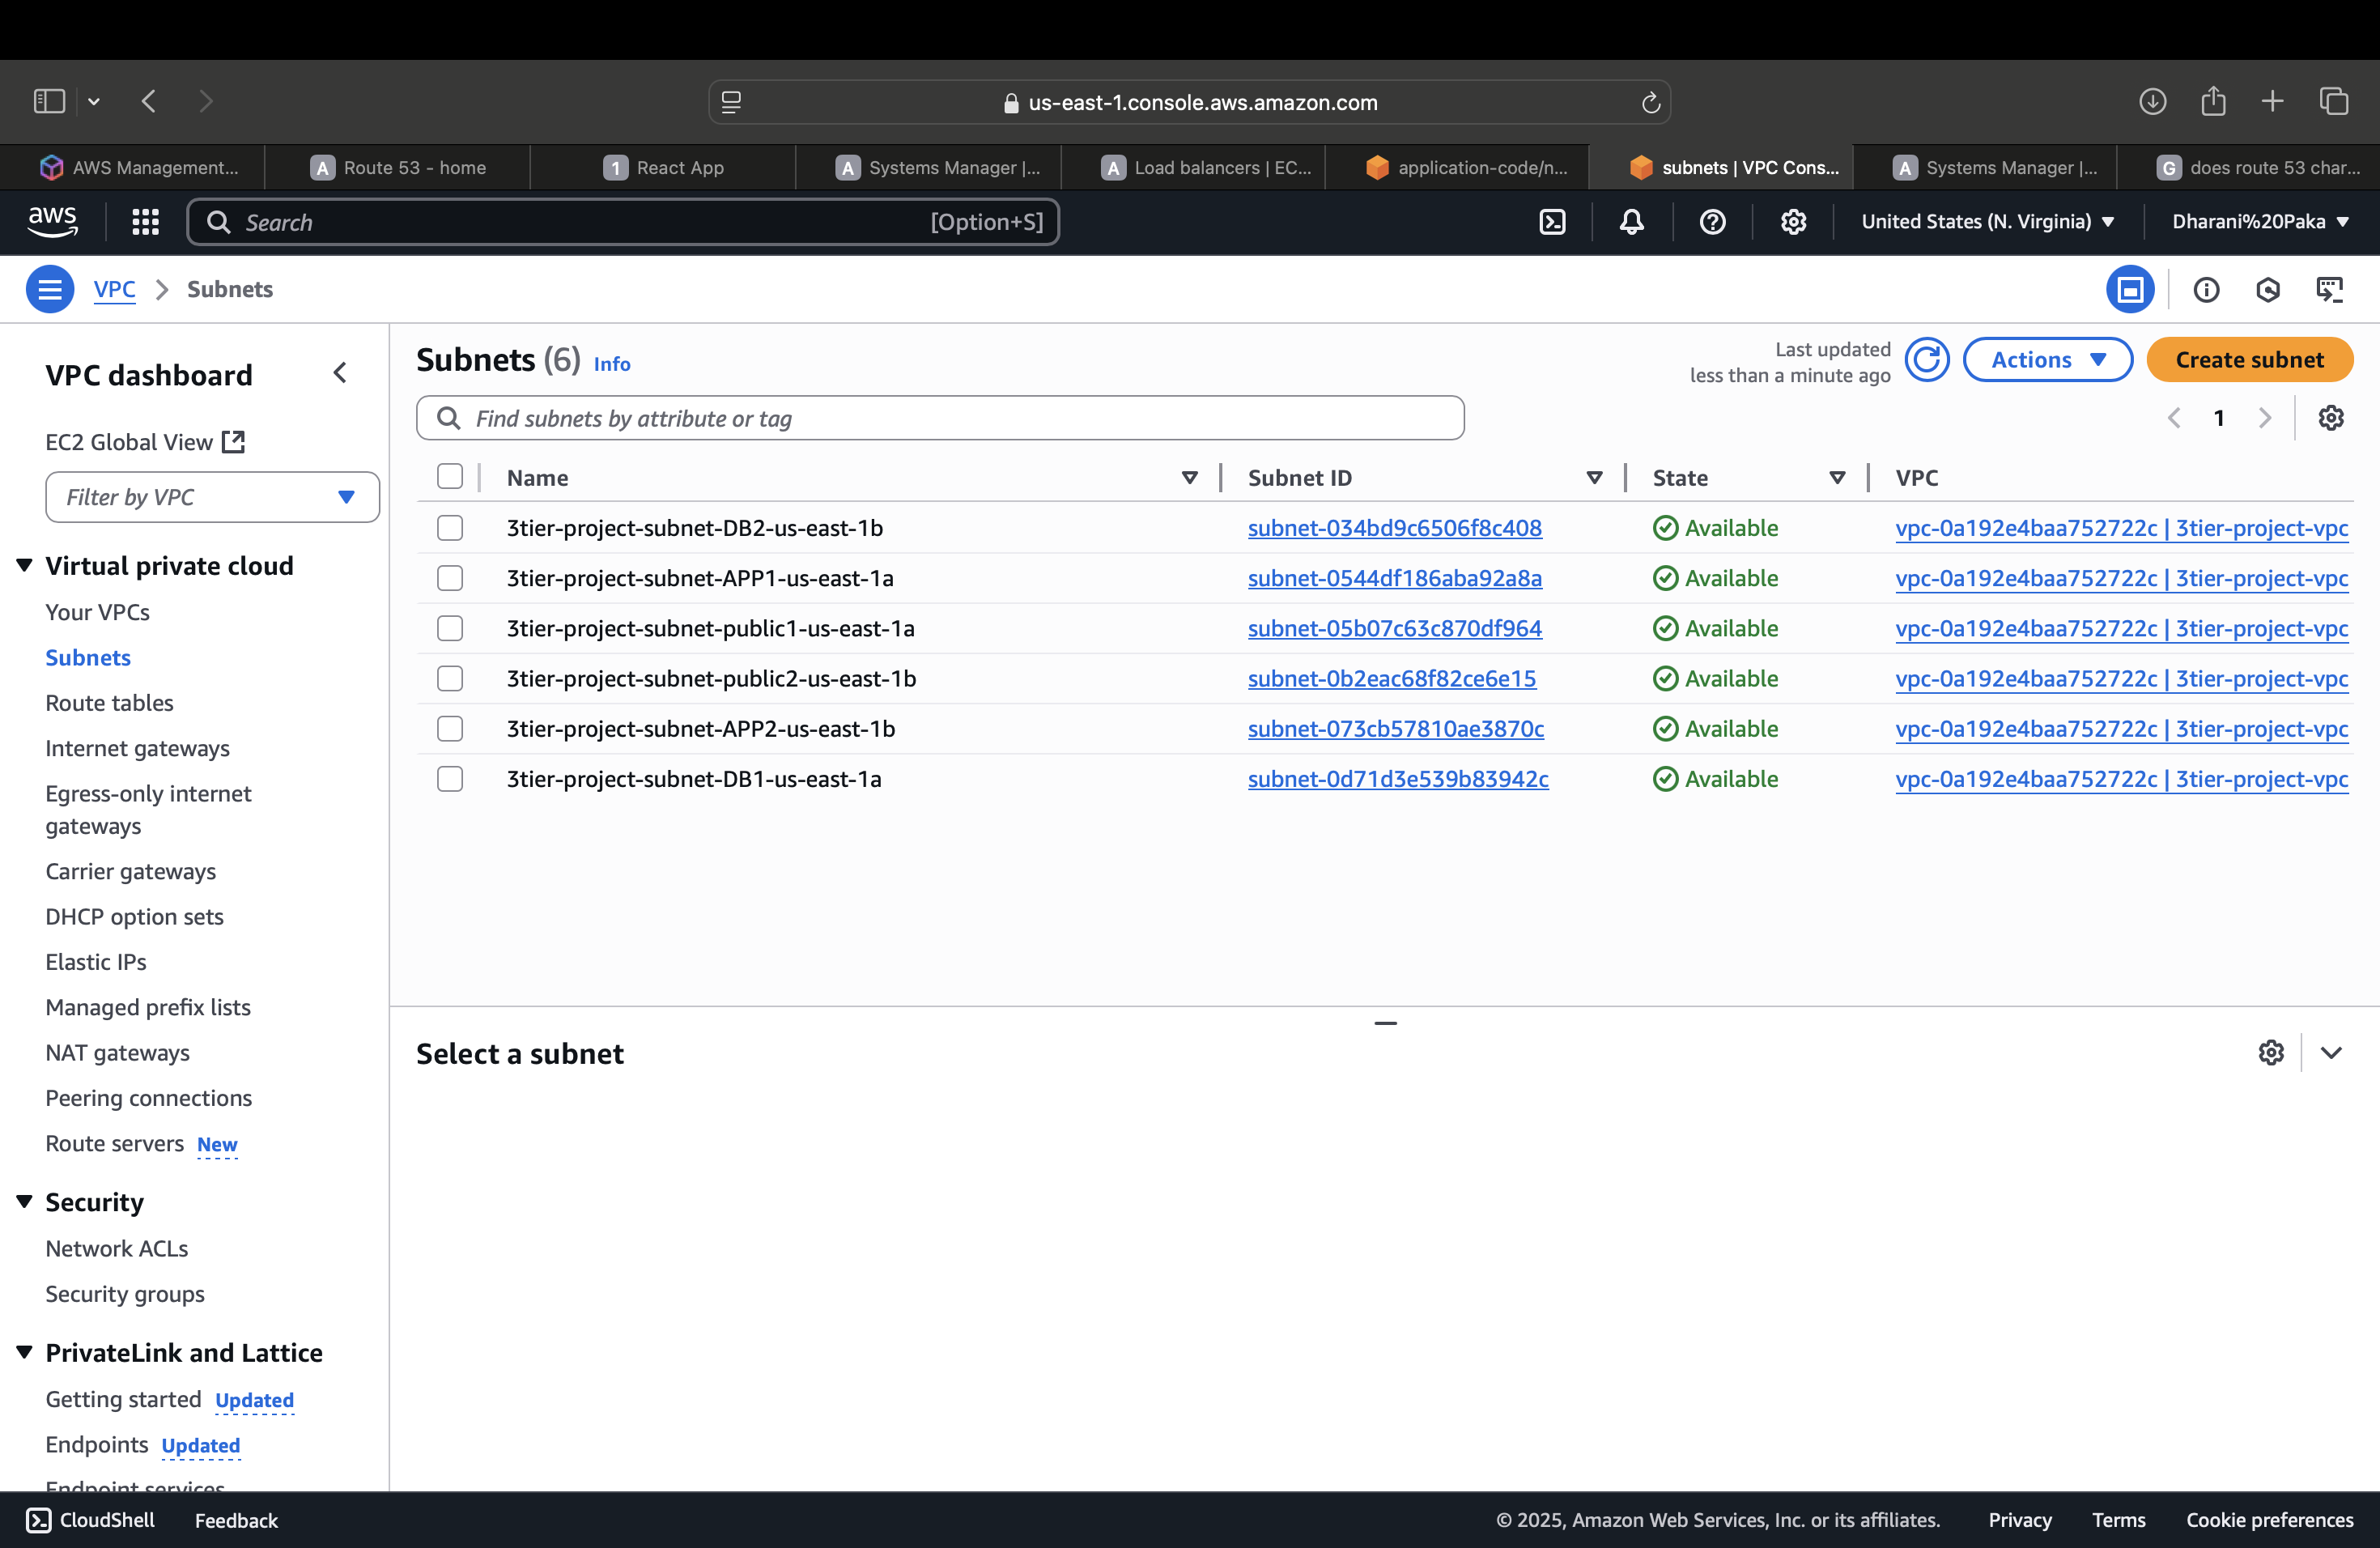 us-east-1.console.aws.amazon.com
AWS Management...
A Route 53 - home
1 React App
A Systems Manager |...
A Load balancers | EC...
application-code/n...
subnets | VPC Cons...
A Systems Manager |...
G does route 53 char...
aws
Search [Option+S]
United States (N. Virginia)
Dharani%20Paka
VPC > Subnets
VPC dashboard
EC2 Global View
Filter by VPC
Virtual private cloud
Your VPCs
Subnets
Route tables
Internet gateways
Egress-only internet
gateways
Carrier gateways
DHCP option sets
Elastic IPs
Managed prefix lists
NAT gateways
Peering connections
Route servers New
Security
Network ACLs
Security groups
PrivateLink and Lattice
Getting started Updated
Endpoints Updated
Endpoint services
Subnets (6) Info
Last updated
less than a minute ago
Actions
Create subnet
Find subnets by attribute or tag
1
Name Subnet ID State VPC
3tier-project-subnet-DB2-us-east-1b subnet-034bd9c6506f8c408 Available vpc-0a192e4baa752722c | 3tier-project-vpc
3tier-project-subnet-APP1-us-east-1a subnet-0544df186aba92a8a Available vpc-0a192e4baa752722c | 3tier-project-vpc
3tier-project-subnet-public1-us-east-1a subnet-05b07c63c870df964 Available vpc-0a192e4baa752722c | 3tier-project-vpc
3tier-project-subnet-public2-us-east-1b subnet-0b2eac68f82ce6e15 Available vpc-0a192e4baa752722c | 3tier-project-vpc
3tier-project-subnet-APP2-us-east-1b subnet-073cb57810ae3870c Available vpc-0a192e4baa752722c | 3tier-project-vpc
3tier-project-subnet-DB1-us-east-1a subnet-0d71d3e539b83942c Available vpc-0a192e4baa752722c | 3tier-project-vpc
Select a subnet
CloudShell Feedback
© 2025, Amazon Web Services, Inc. or its affiliates. Privacy Terms Cookie preferences